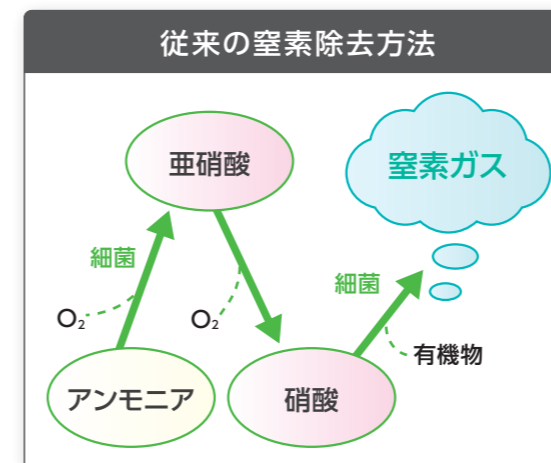 従来の窒素除去方法
亜硝酸
窒素ガス
細菌
細菌
O₂
O₂
有機物
アンモニア
硝酸